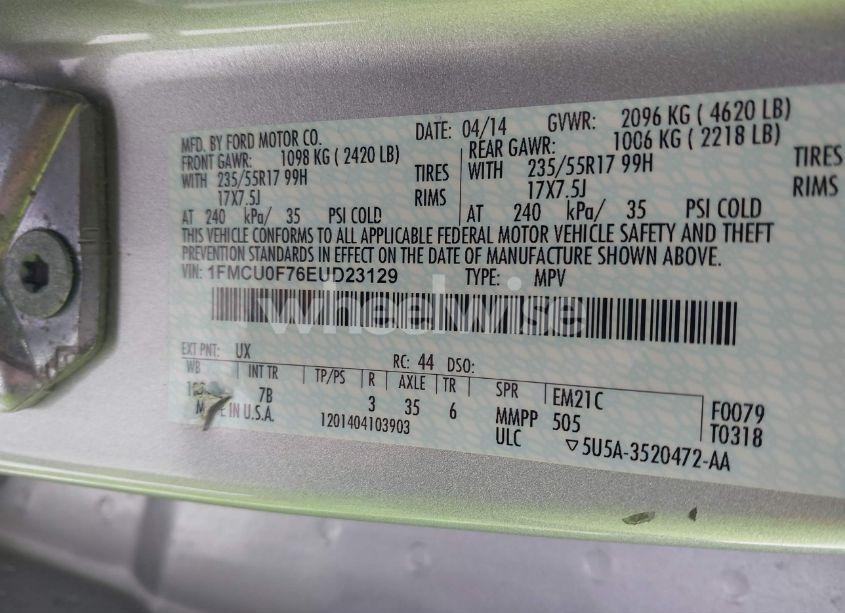 MFD. BY FORD MOTOR CO.
DATE: 04/14 GVWR: 2096 KG ( 4620 LB)
FRONT GAWR: 1098 KG ( 2420 LB)
REAR GAWR: 1006 KG ( 2218 LB)
WITH 235/55R17 99H TIRES
WITH 235/55R17 99H TIRES
17X7.5J RIMS
17X7.5J RIMS
AT 240 kPa/ 35 PSI COLD
AT 240 kPa/ 35 PSI COLD
THIS VEHICLE CONFORMS TO ALL APPLICABLE FEDERAL MOTOR VEHICLE SAFETY AND THEFT
PREVENTION STANDARDS IN EFFECT ON THE DATE OF MANUFACTURE SHOWN ABOVE.
VIN: 1FMCU0F76EUD23129 TYPE: MPV
wheelwise
EXT PNT: UX RC: 44 DSO:
WB INT TR TP/PS R AXLE TR SPR EM21C
7B 3 35 6 MMPP 505 F0079
IN U.S.A. 1201404103903 ULC T0318
5U5A-3520472-AA